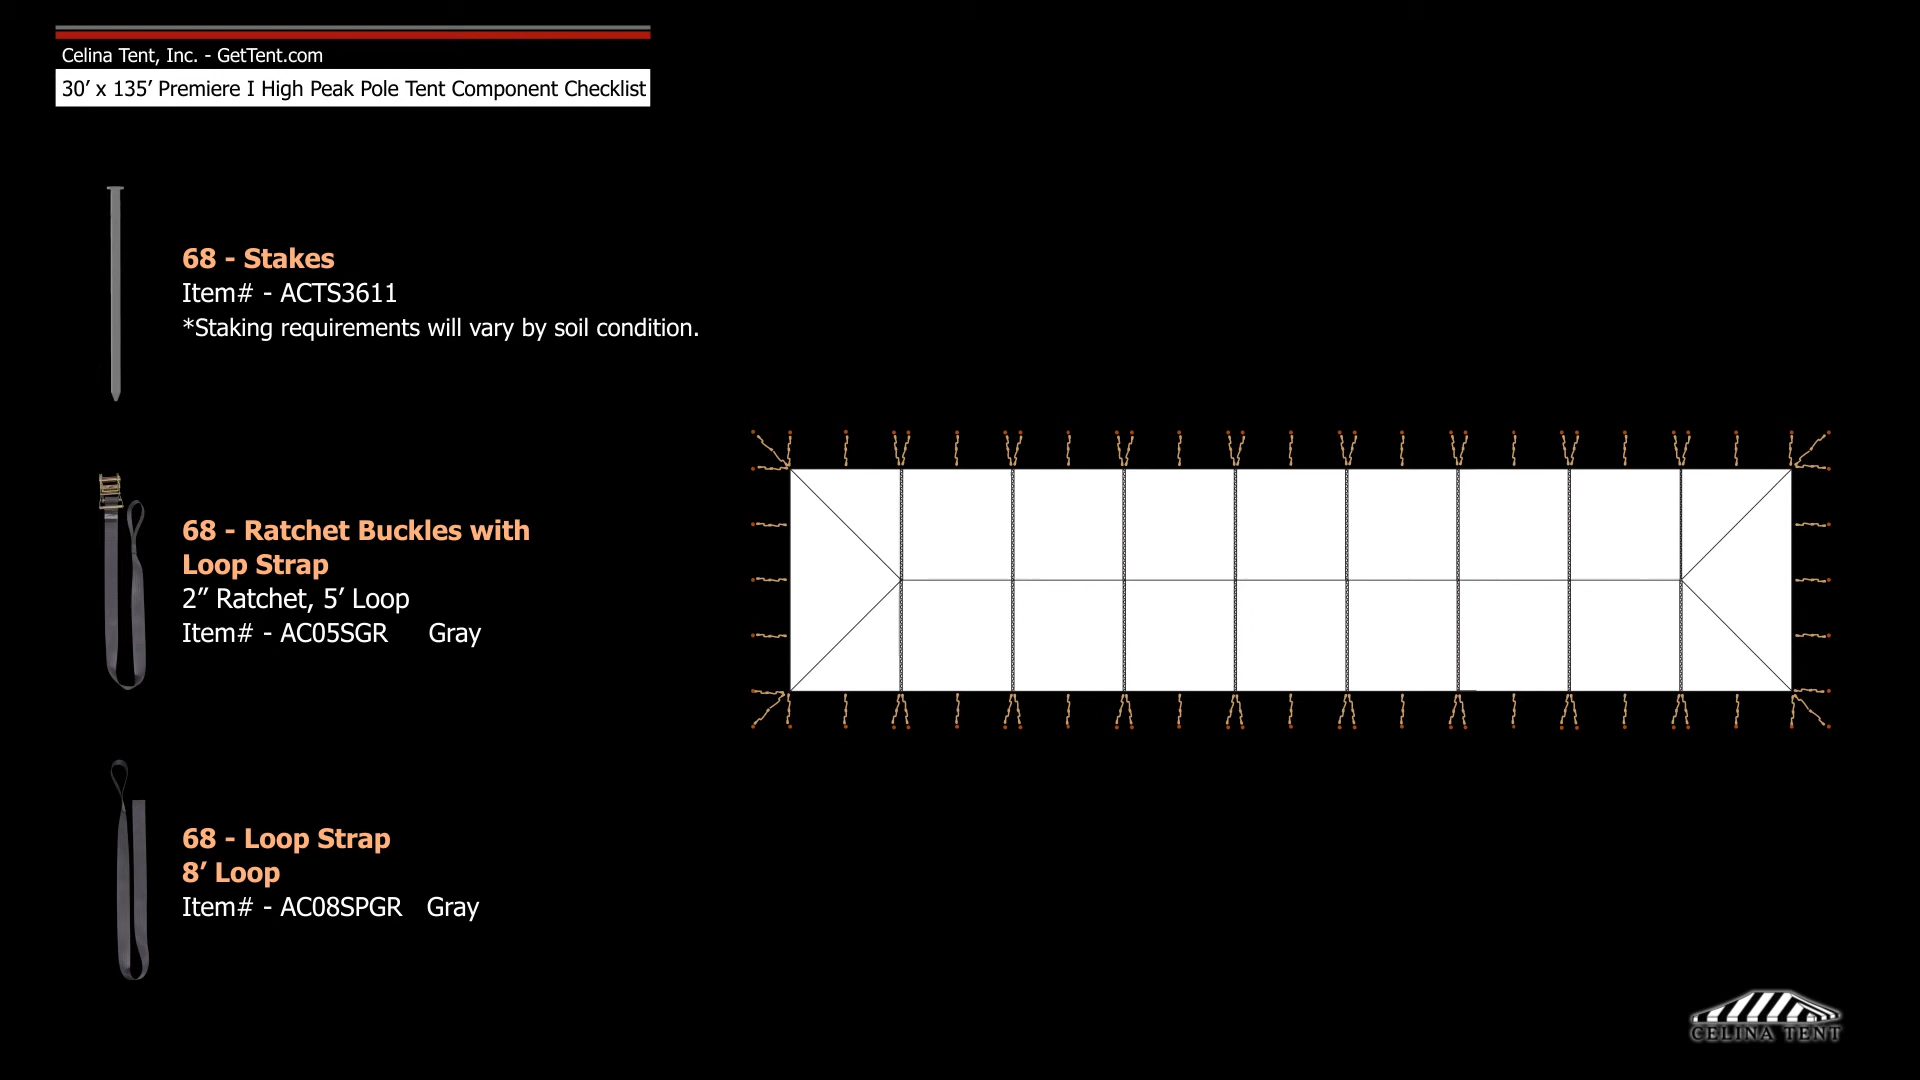 Celina Tent, Inc. - GetTent.com
30’ x 135’ Premiere I High Peak Pole Tent Component Checklist
68 - Stakes
Item# - ACTS3611
*Staking requirements will vary by soil condition.
68 - Ratchet Buckles with
Loop Strap
2” Ratchet, 5’ Loop
Item# - AC05SGR Gray
68 - Loop Strap
8’ Loop
Item# - AC08SPGR Gray
CELINA TENT